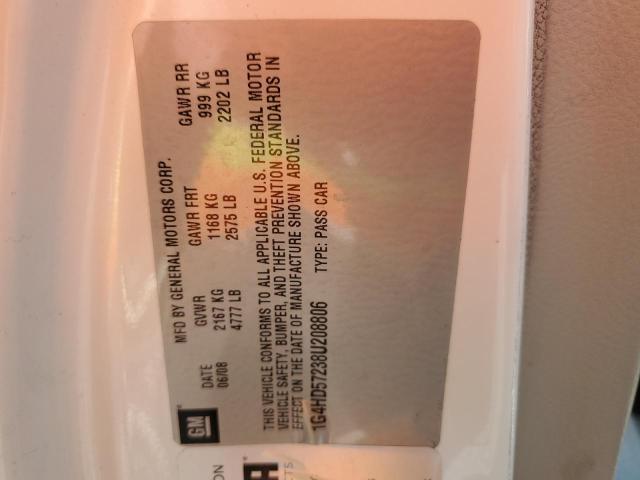 GM
MFD BY GENERAL MOTORS CORP.
DATE GVWR GAWR FRT GAWR RR
06/08 2167 KG 1168 KG 999 KG
4777 LB 2575 LB 2202 LB
THIS VEHICLE CONFORMS TO ALL APPLICABLE U.S. FEDERAL MOTOR
VEHICLE SAFETY, BUMPER, AND THEFT PREVENTION STANDARDS IN
EFFECT ON THE DATE OF MANUFACTURE SHOWN ABOVE.
1G4HD57238U208806 TYPE: PASS CAR